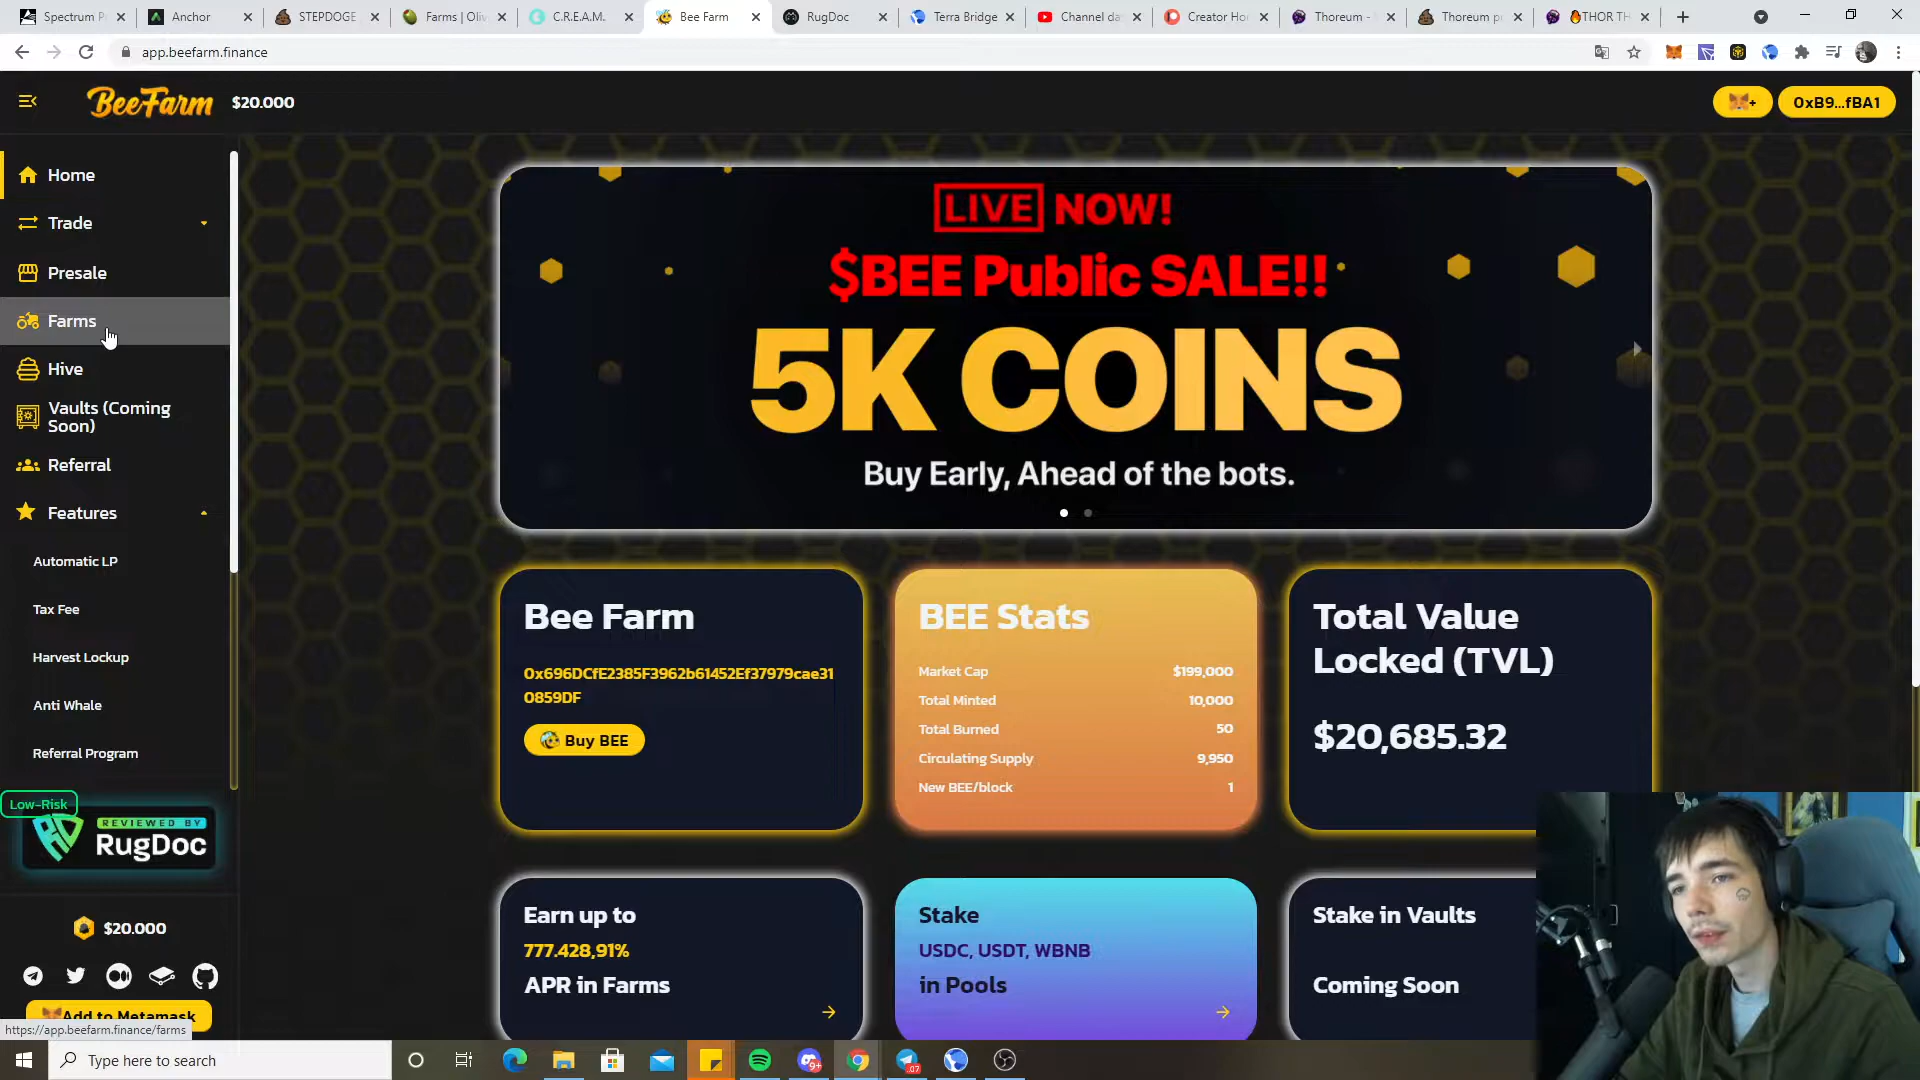 Spectrum P
Anchor
STEPDOGE
Farms | Oliv
C.R.E.A.M.
Bee Farm
RugDoc
Terra Bridge
Channel da
Creator Ho
Thoreum -
Thoreum p
THOR TH
app.beefarm.finance
BeeFarm
$20.000
+
0xB9...fBA1
Home
Trade
Presale
Farms
Hive
Vaults (Coming
Soon)
Referral
Features
Automatic LP
Tax Fee
Harvest Lockup
Anti Whale
Referral Program
Low-Risk
REVIEWED BY
RugDoc
$20.000
Add to Metamask
https://app.beefarm.finance/farms
LIVE NOW!
$BEE Public SALE!!
5K COINS
Buy Early, Ahead of the bots.
Bee Farm
0x696DCfE2385F3962b61452Ef37979cae31
0859DF
Buy BEE
BEE Stats
Market Cap $199,000
Total Minted 10,000
Total Burned 50
Circulating Supply 9,950
New BEE/block 1
Total Value
Locked (TVL)
$20,685.32
Earn up to
777.428,91%
APR in Farms
Stake
USDC, USDT, WBNB
in Pools
Stake in Vaults
Coming Soon
Type here to search